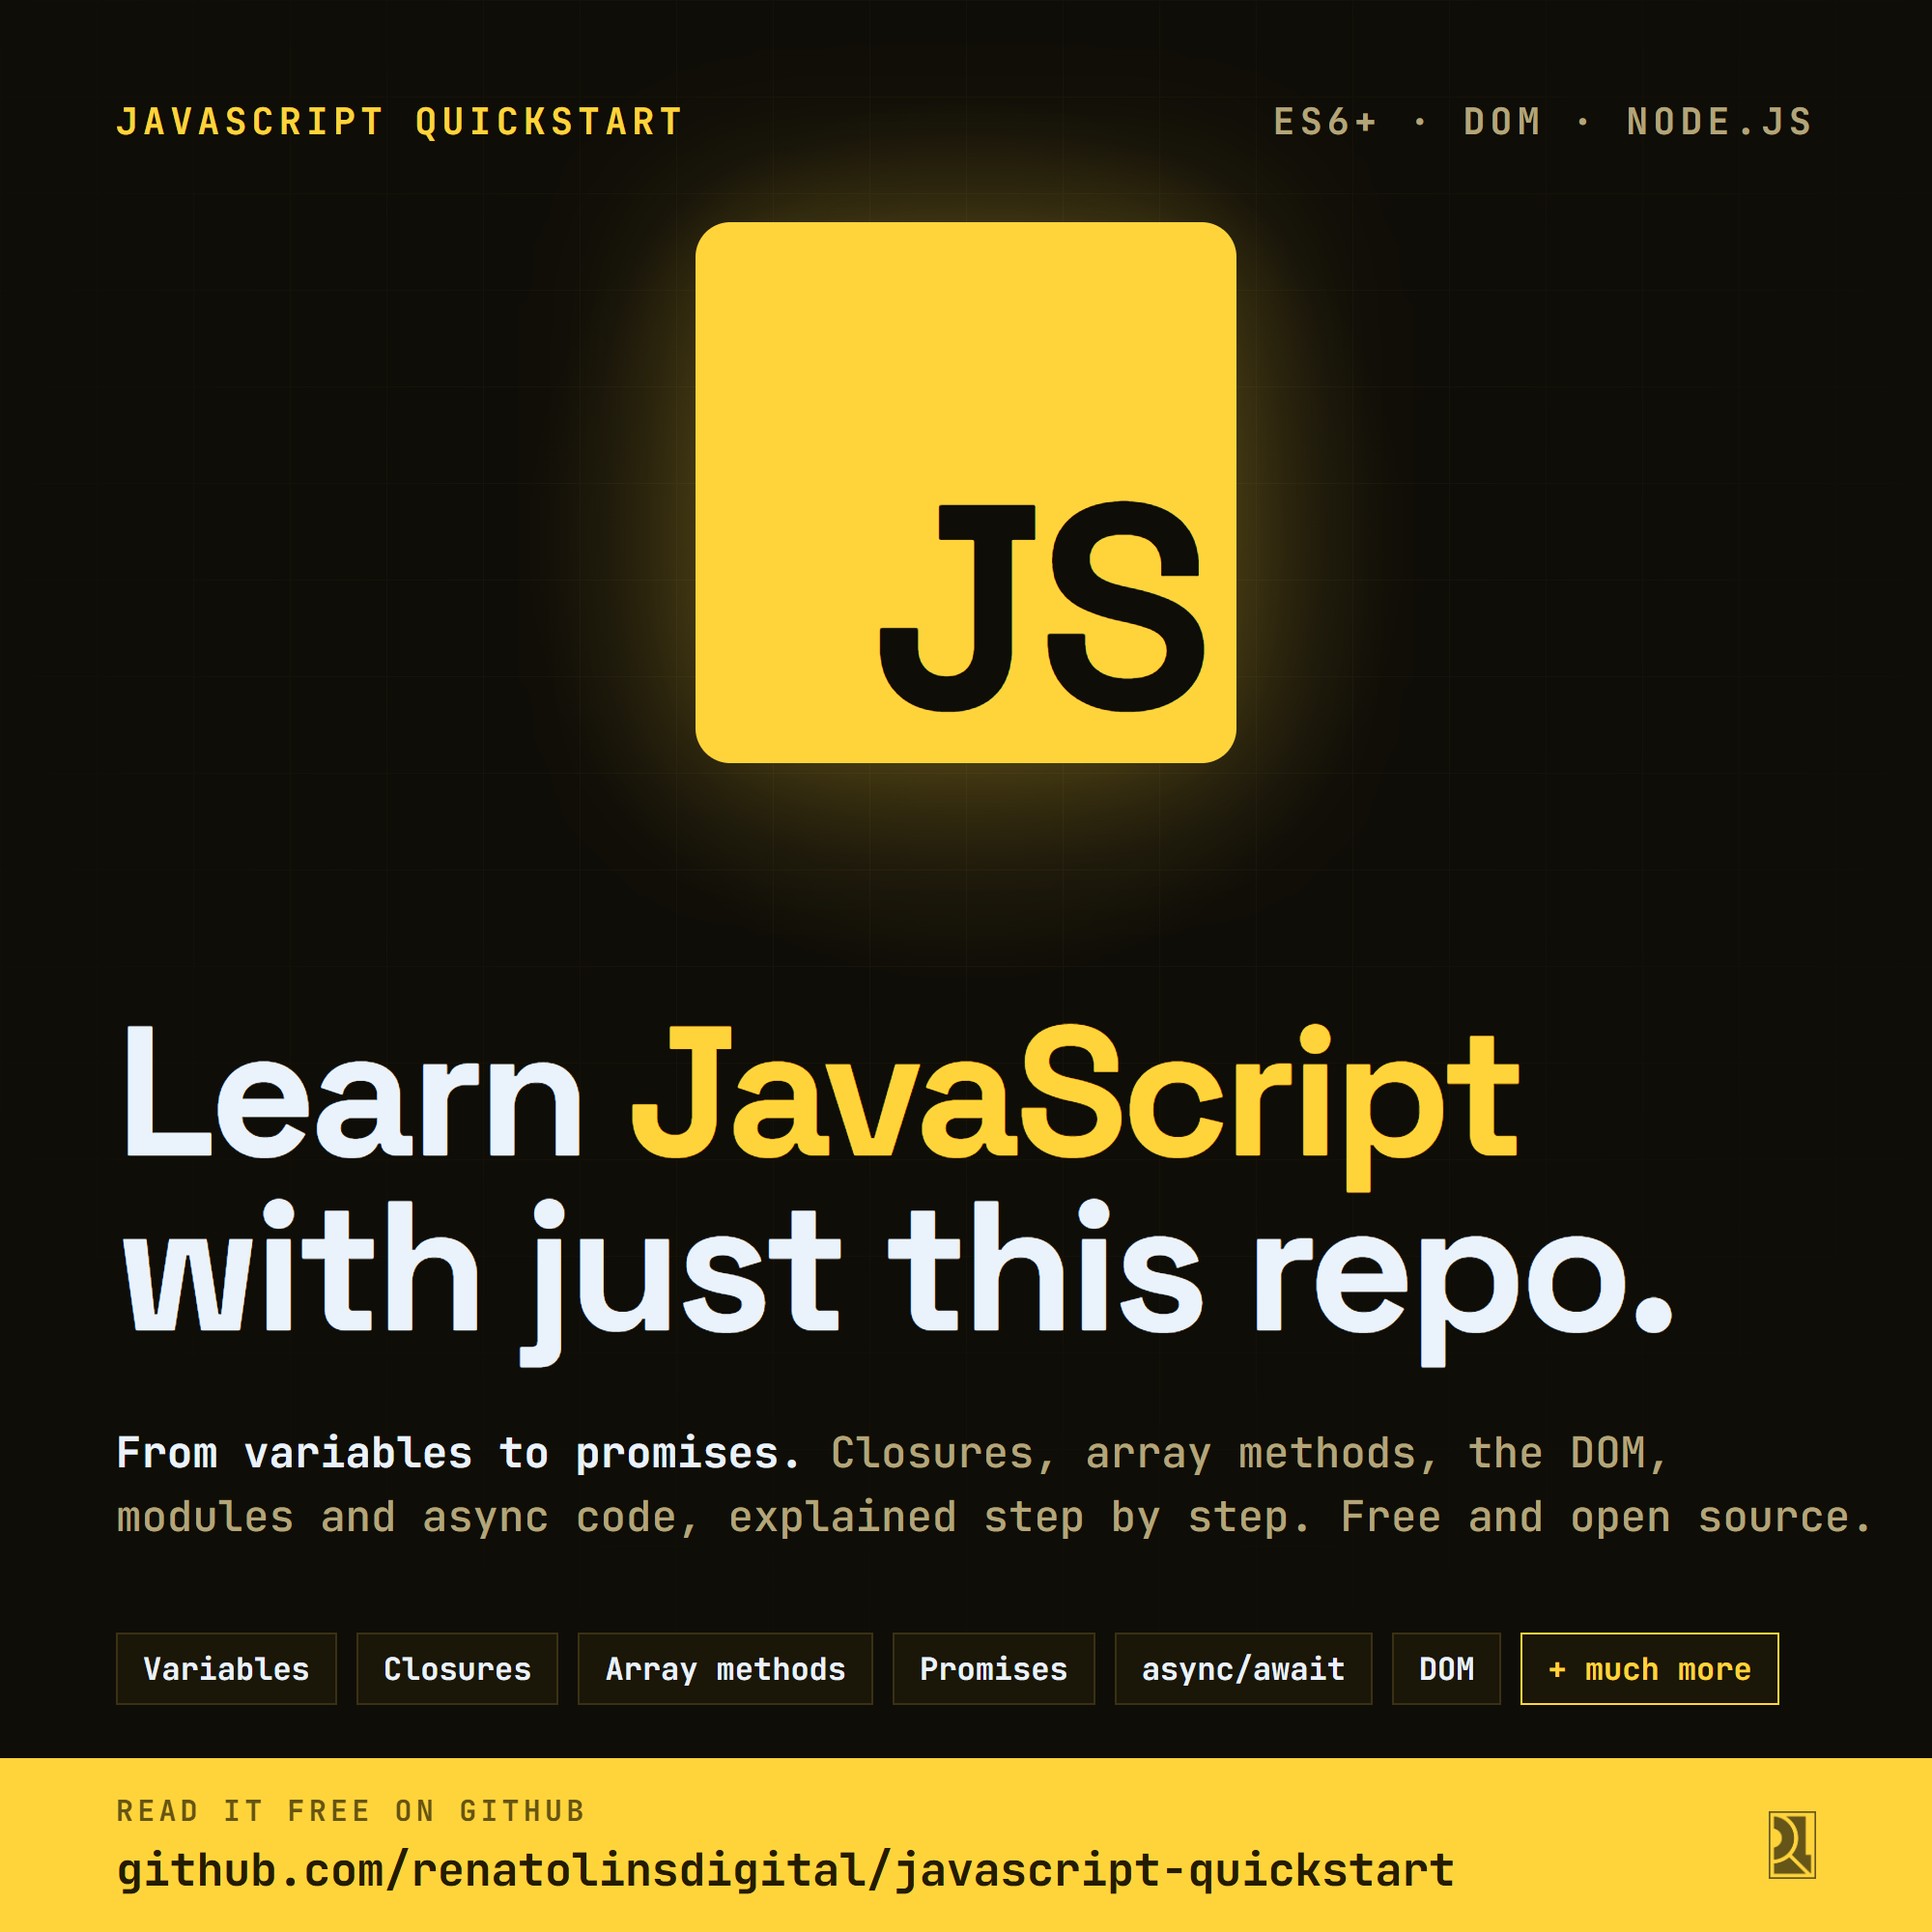 JAVASCRIPT QUICKSTART
ES6+ · DOM · NODE.JS
JS
Learn JavaScript
with just this repo.
From variables to promises. Closures, array methods, the DOM,
modules and async code, explained step by step. Free and open source.
Variables
Closures
Array methods
Promises
async/await
DOM
+ much more
READ IT FREE ON GITHUB
github.com/renatolinsdigital/javascript-quickstart